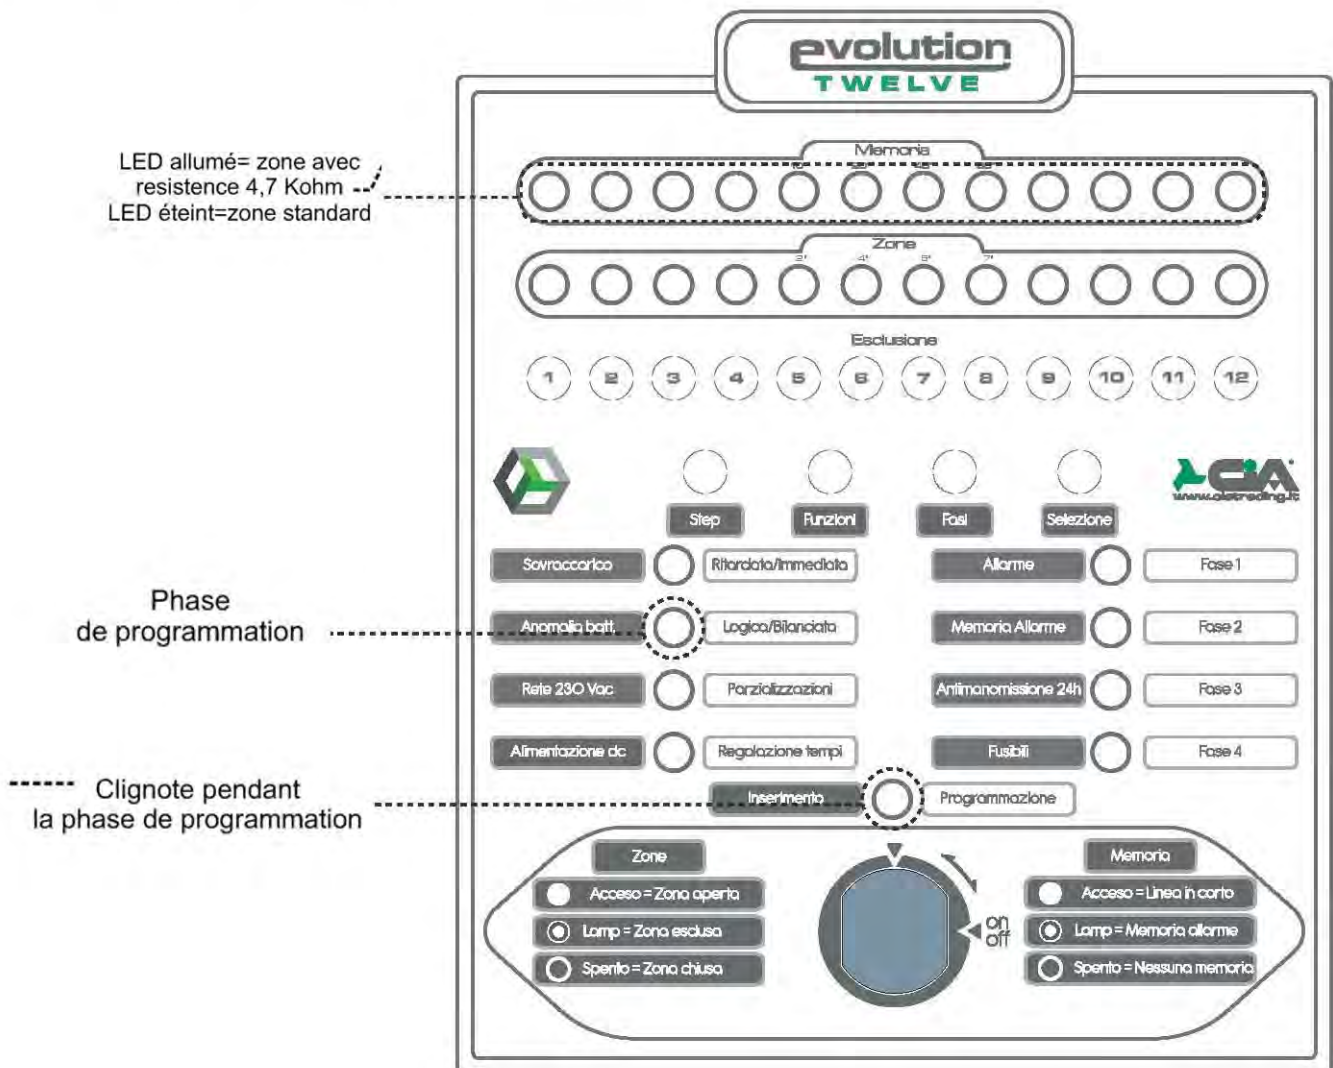 evolution
TWELVE
LED allumé= zone avec
resistence 4,7 Kohm
LED éteint=zone standard
Memoria
Zone
2' 4' 5' 7'
Esclusione
1 2 3 4 5 6 7 8 9 10 11 12
CIA
www.ciatrading.it
Step Funzioni Fasi Selezione
Sovraccarico Ritardata/Immediata Allarme Fase 1
Phase
de programmation
Anomalia batt. Logica/Bilanciata Memoria Allarme Fase 2
Rete 230 Vac Parzializzazioni Antimanomissione 24h Fase 3
Alimentazione dc Regolazione tempi Fusibili Fase 4
Clignote pendant
la phase de programmation
Inserimento Programmazione
Zone
Acceso = Zona aperta
Lamp = Zona esclusa
Spento = Zona chiusa
on
off
Memoria
Acceso = Linea in corto
Lamp = Memoria allarme
Spento = Nessuna memoria